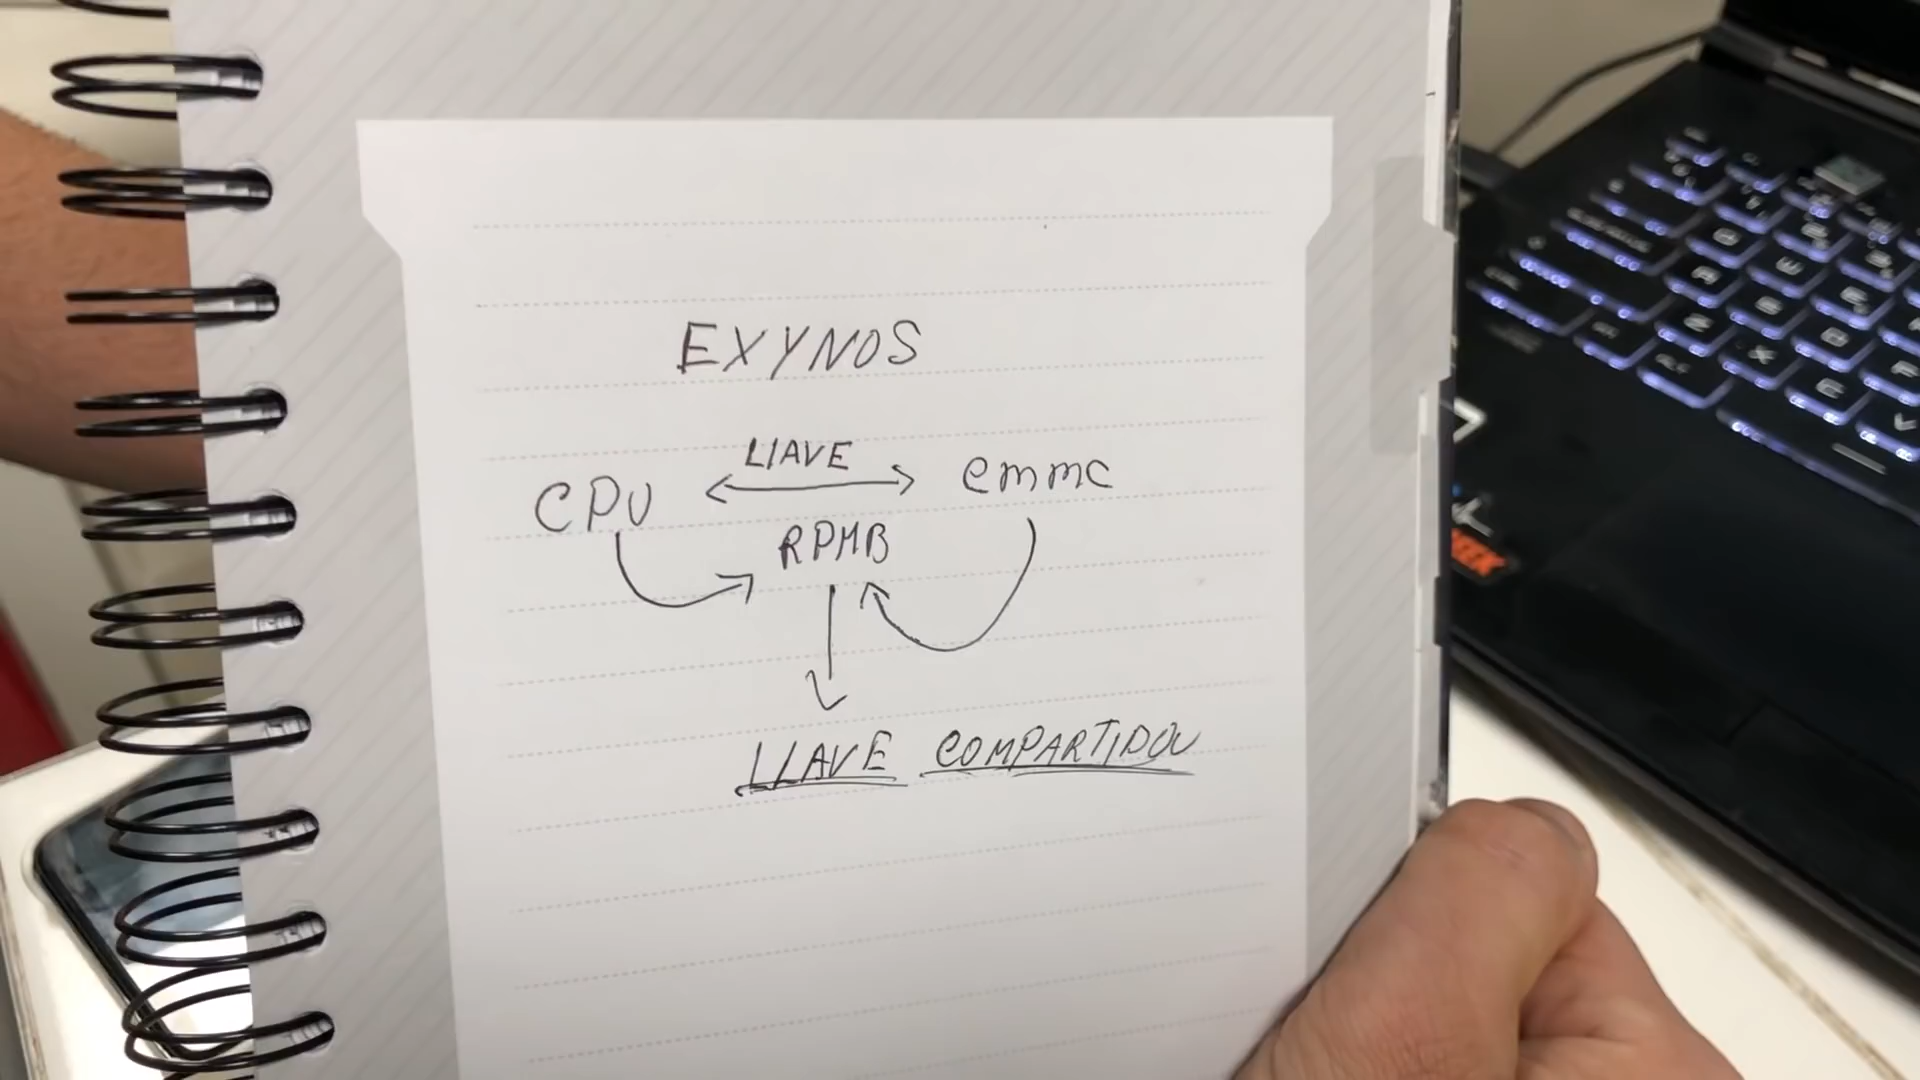 EXYNOS
LLAVE
CPU emmc
RPMB
LLAVE COMPARTIDA